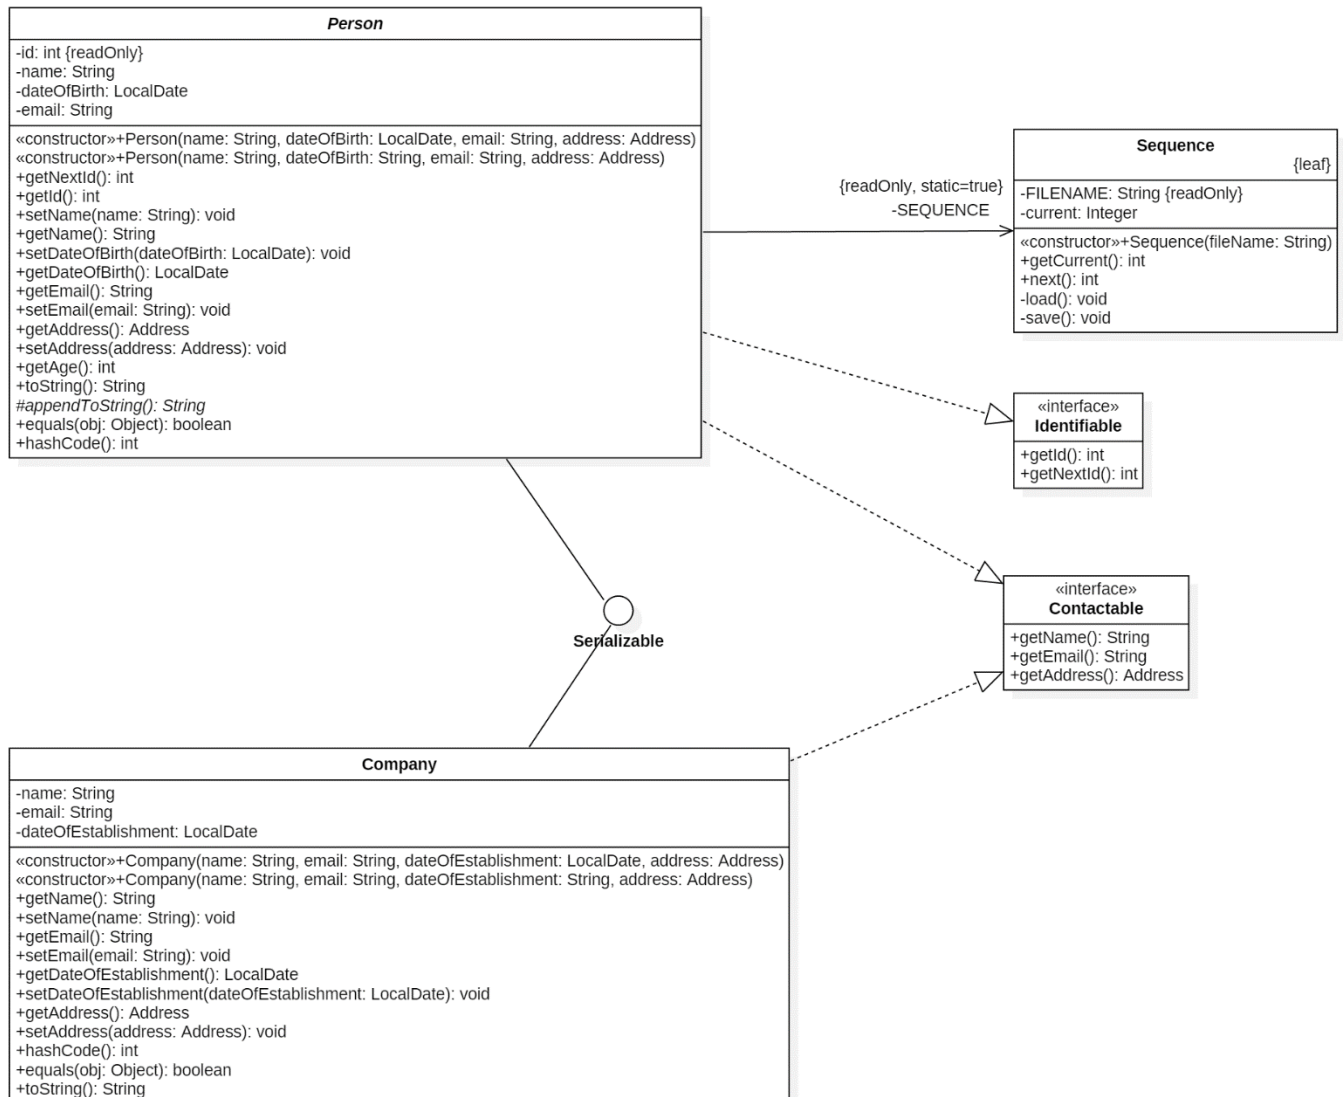 Person
-id: int {readOnly}
-name: String
-dateOfBirth: LocalDate
-email: String
«constructor»+Person(name: String, dateOfBirth: LocalDate, email: String, address: Address)
«constructor»+Person(name: String, dateOfBirth: String, email: String, address: Address)
+getNextId(): int
+getId(): int
+setName(name: String): void
+getName(): String
+setDateOfBirth(dateOfBirth: LocalDate): void
+getDateOfBirth(): LocalDate
+getEmail(): String
+setEmail(email: String): void
+getAddress(): Address
+setAddress(address: Address): void
+getAge(): int
+toString(): String
#appendToString(): String
+equals(obj: Object): boolean
+hashCode(): int
{readOnly, static=true}
-SEQUENCE
Sequence
{leaf}
-FILENAME: String {readOnly}
-current: Integer
«constructor»+Sequence(fileName: String)
+getCurrent(): int
+next(): int
-load(): void
-save(): void
«interface»
Identifiable
+getId(): int
+getNextId(): int
«interface»
Contactable
+getName(): String
+getEmail(): String
+getAddress(): Address
Serializable
Company
-name: String
-email: String
-dateOfEstablishment: LocalDate
«constructor»+Company(name: String, email: String, dateOfEstablishment: LocalDate, address: Address)
«constructor»+Company(name: String, email: String, dateOfEstablishment: String, address: Address)
+getName(): String
+setName(name: String): void
+getEmail(): String
+setEmail(email: String): void
+getDateOfEstablishment(): LocalDate
+setDateOfEstablishment(dateOfEstablishment: LocalDate): void
+getAddress(): Address
+setAddress(address: Address): void
+hashCode(): int
+equals(obj: Object): boolean
+toString(): String